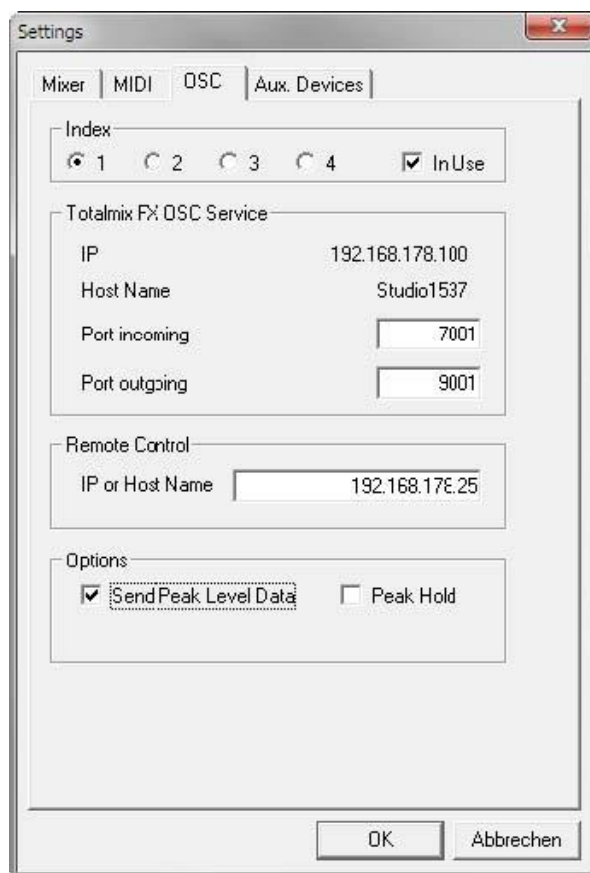 Settings
Mixer MIDI OSC Aux. Devices
Index
1 2 3 4 In Use
Totalmix FX OSC Service
IP 192.168.178.100
Host Name Studio1537
Port incoming 7001
Port outgoing 9001
Remote Control
IP or Host Name 192.168.178.25
Options
Send Peak Level Data Peak Hold
OK Abbrechen